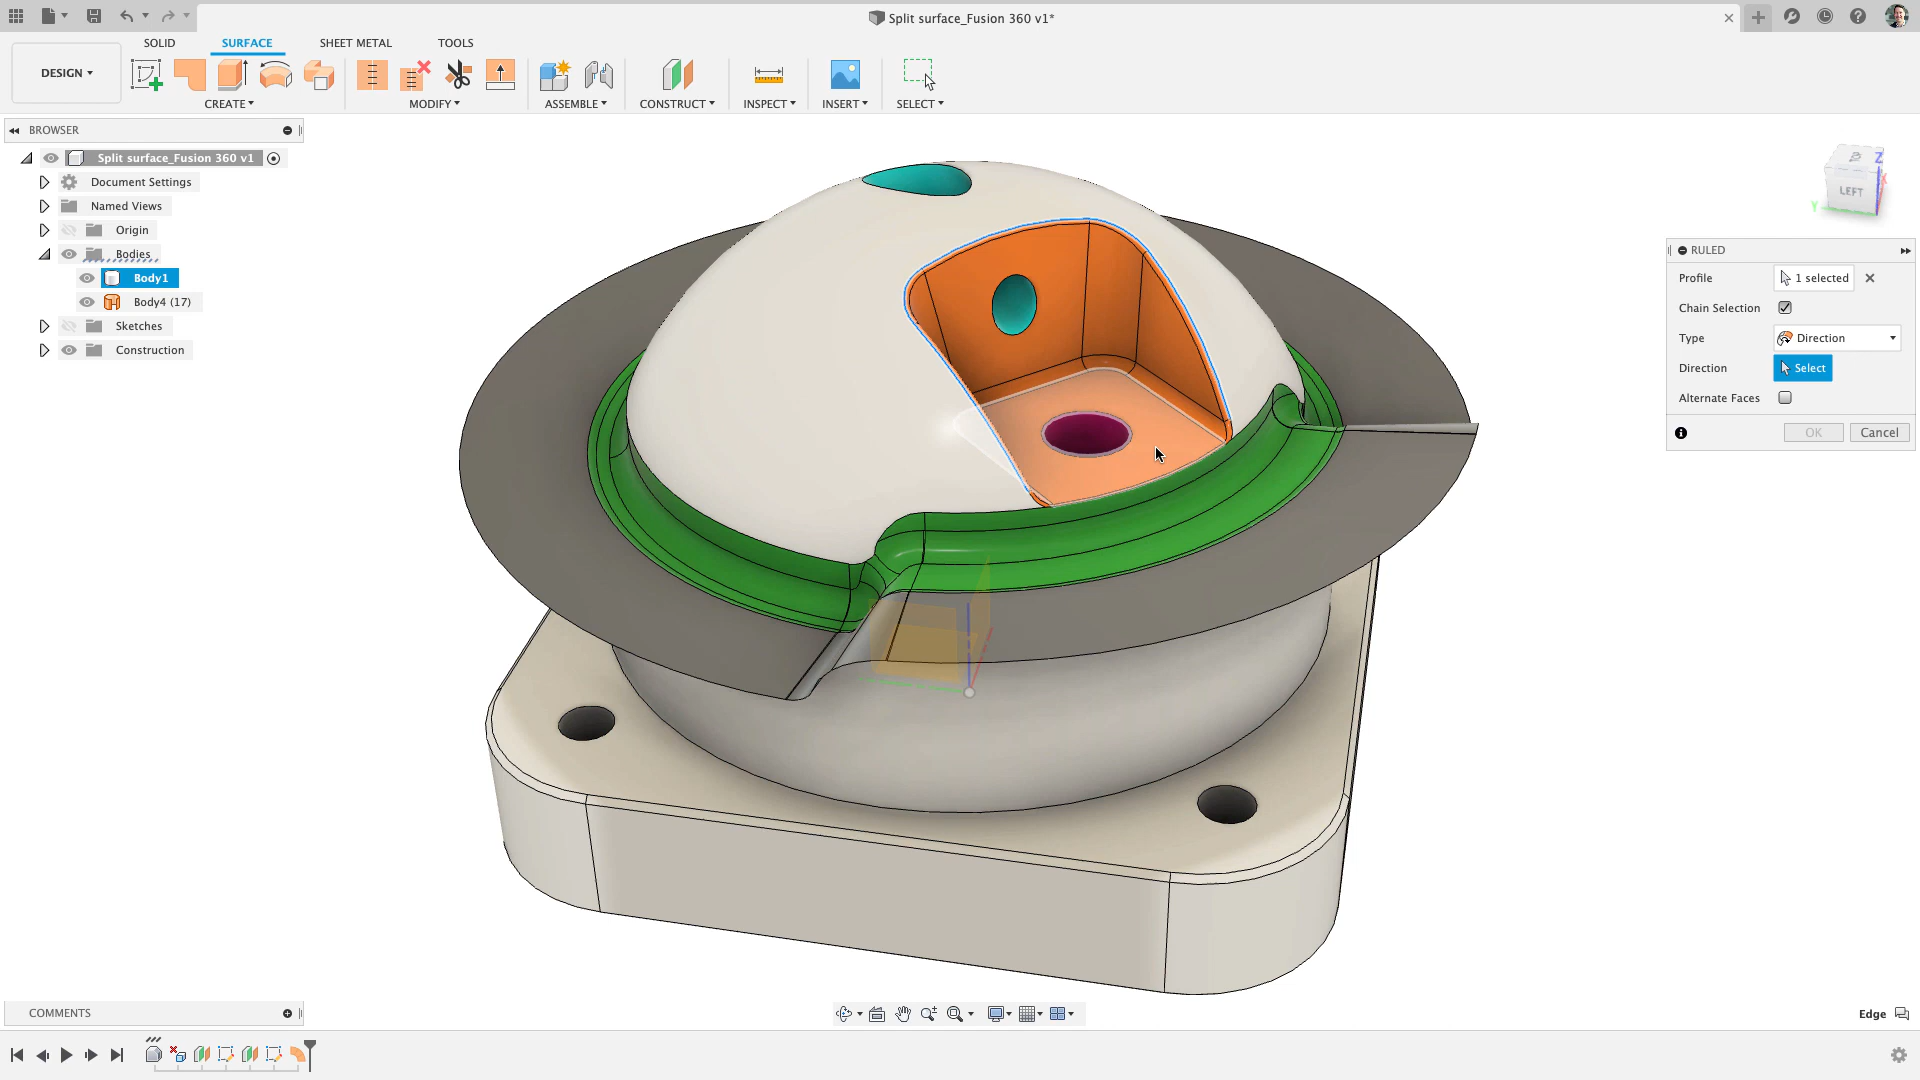 Split surface_Fusion 360 v1*
SOLID
SURFACE
SHEET METAL
TOOLS
DESIGN
CREATE
MODIFY
ASSEMBLE
CONSTRUCT
INSPECT
INSERT
SELECT
BROWSER
Split surface_Fusion 360 v1
Document Settings
Named Views
Origin
Bodies
Body1
Body4 (17)
Sketches
Construction
Z
X
Y
LEFT
RULED
Profile
1 selected
Chain Selection
Type
Direction
Direction
Select
Alternate Faces
OK
Cancel
COMMENTS
Edge